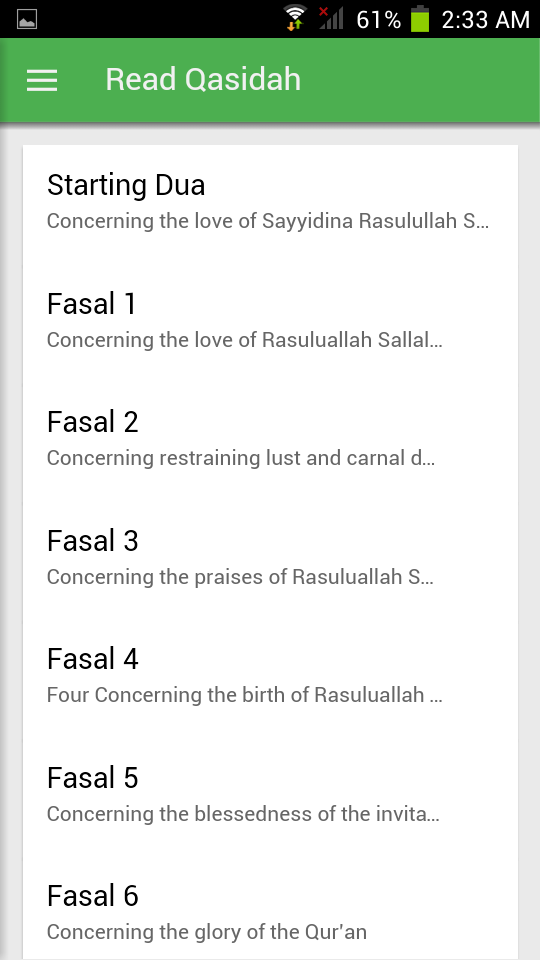 61% 2:33 AM
Read Qasidah
Starting Dua
Concerning the love of Sayyidina Rasulullah S...
Fasal 1
Concerning the love of Rasuluallah Sallal...
Fasal 2
Concerning restraining lust and carnal d...
Fasal 3
Concerning the praises of Rasuluallah S...
Fasal 4
Four Concerning the birth of Rasuluallah ...
Fasal 5
Concerning the blessedness of the invita...
Fasal 6
Concerning the glory of the Qur'an